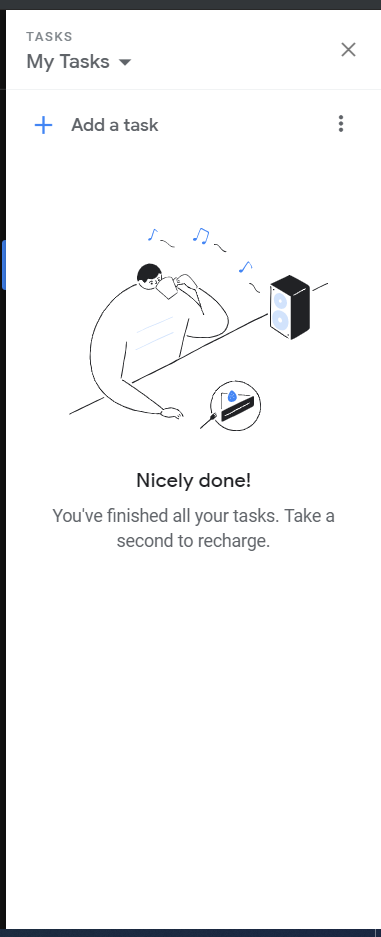 TASKS
My Tasks
Add a task
Nicely done!
You've finished all your tasks. Take a
second to recharge.